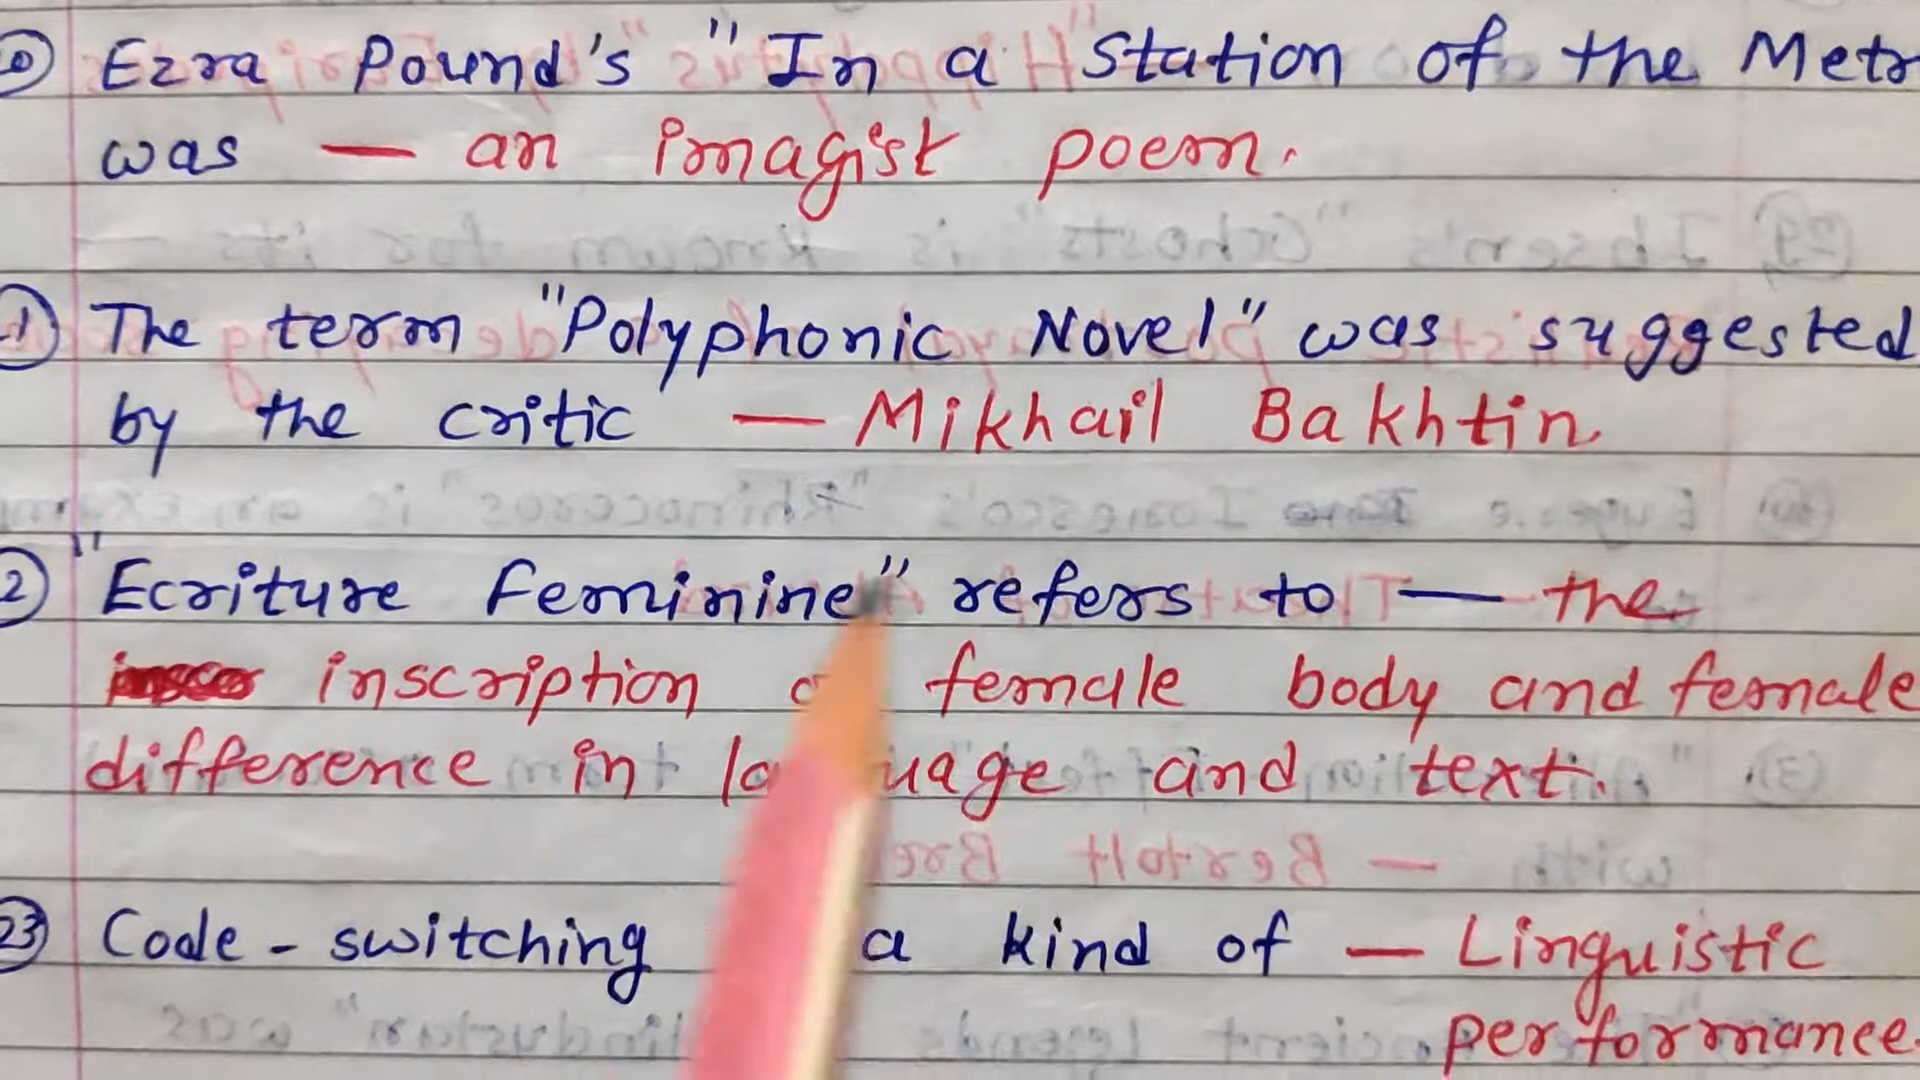 Ezra Pound's "In a Station of the Metr
was — an imagist poem.
The term "Polyphonic Novel" was suggested
by the critic — Mikhail Bakhtin.
"Ecriture Feminine" refers to — the
inscription female body and female
difference in and text.
23 Code-switching a kind of — Linguistic
performance.